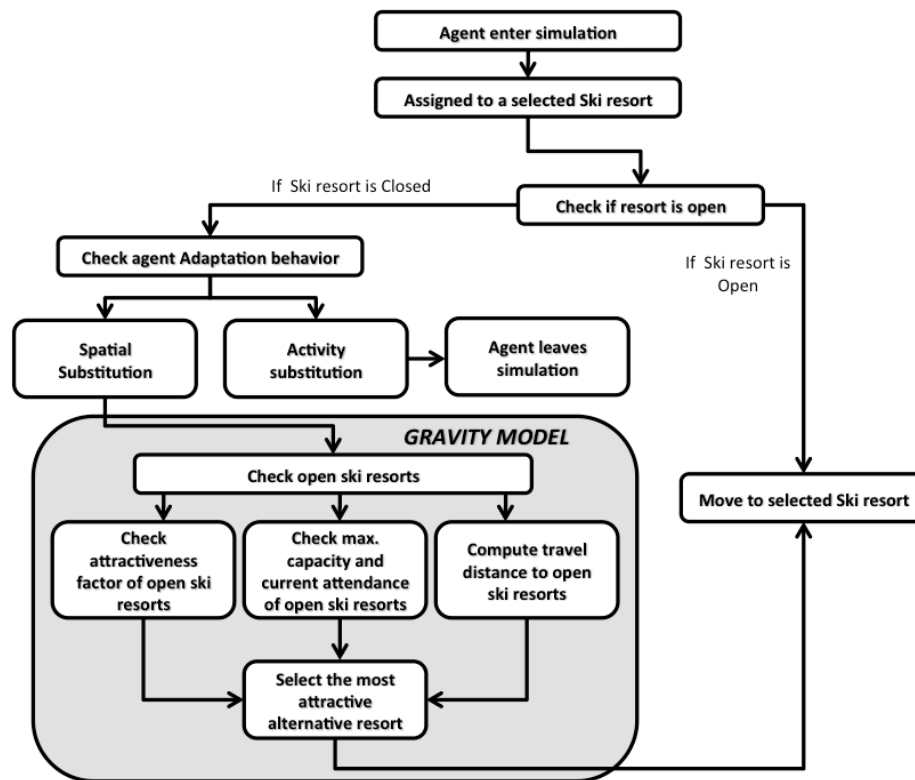 Agent enter simulation
Assigned to a selected Ski resort
If Ski resort is Closed
Check if resort is open
Check agent Adaptation behavior
If Ski resort is
Open
Spatial
Substitution
Activity
substitution
Agent leaves
simulation
GRAVITY MODEL
Check open ski resorts
Move to selected Ski resort
Check
attractiveness
factor of open ski
resorts
Check max.
capacity and
current attendance
of open ski resorts
Compute travel
distance to open
ski resorts
Select the most
attractive
alternative resort